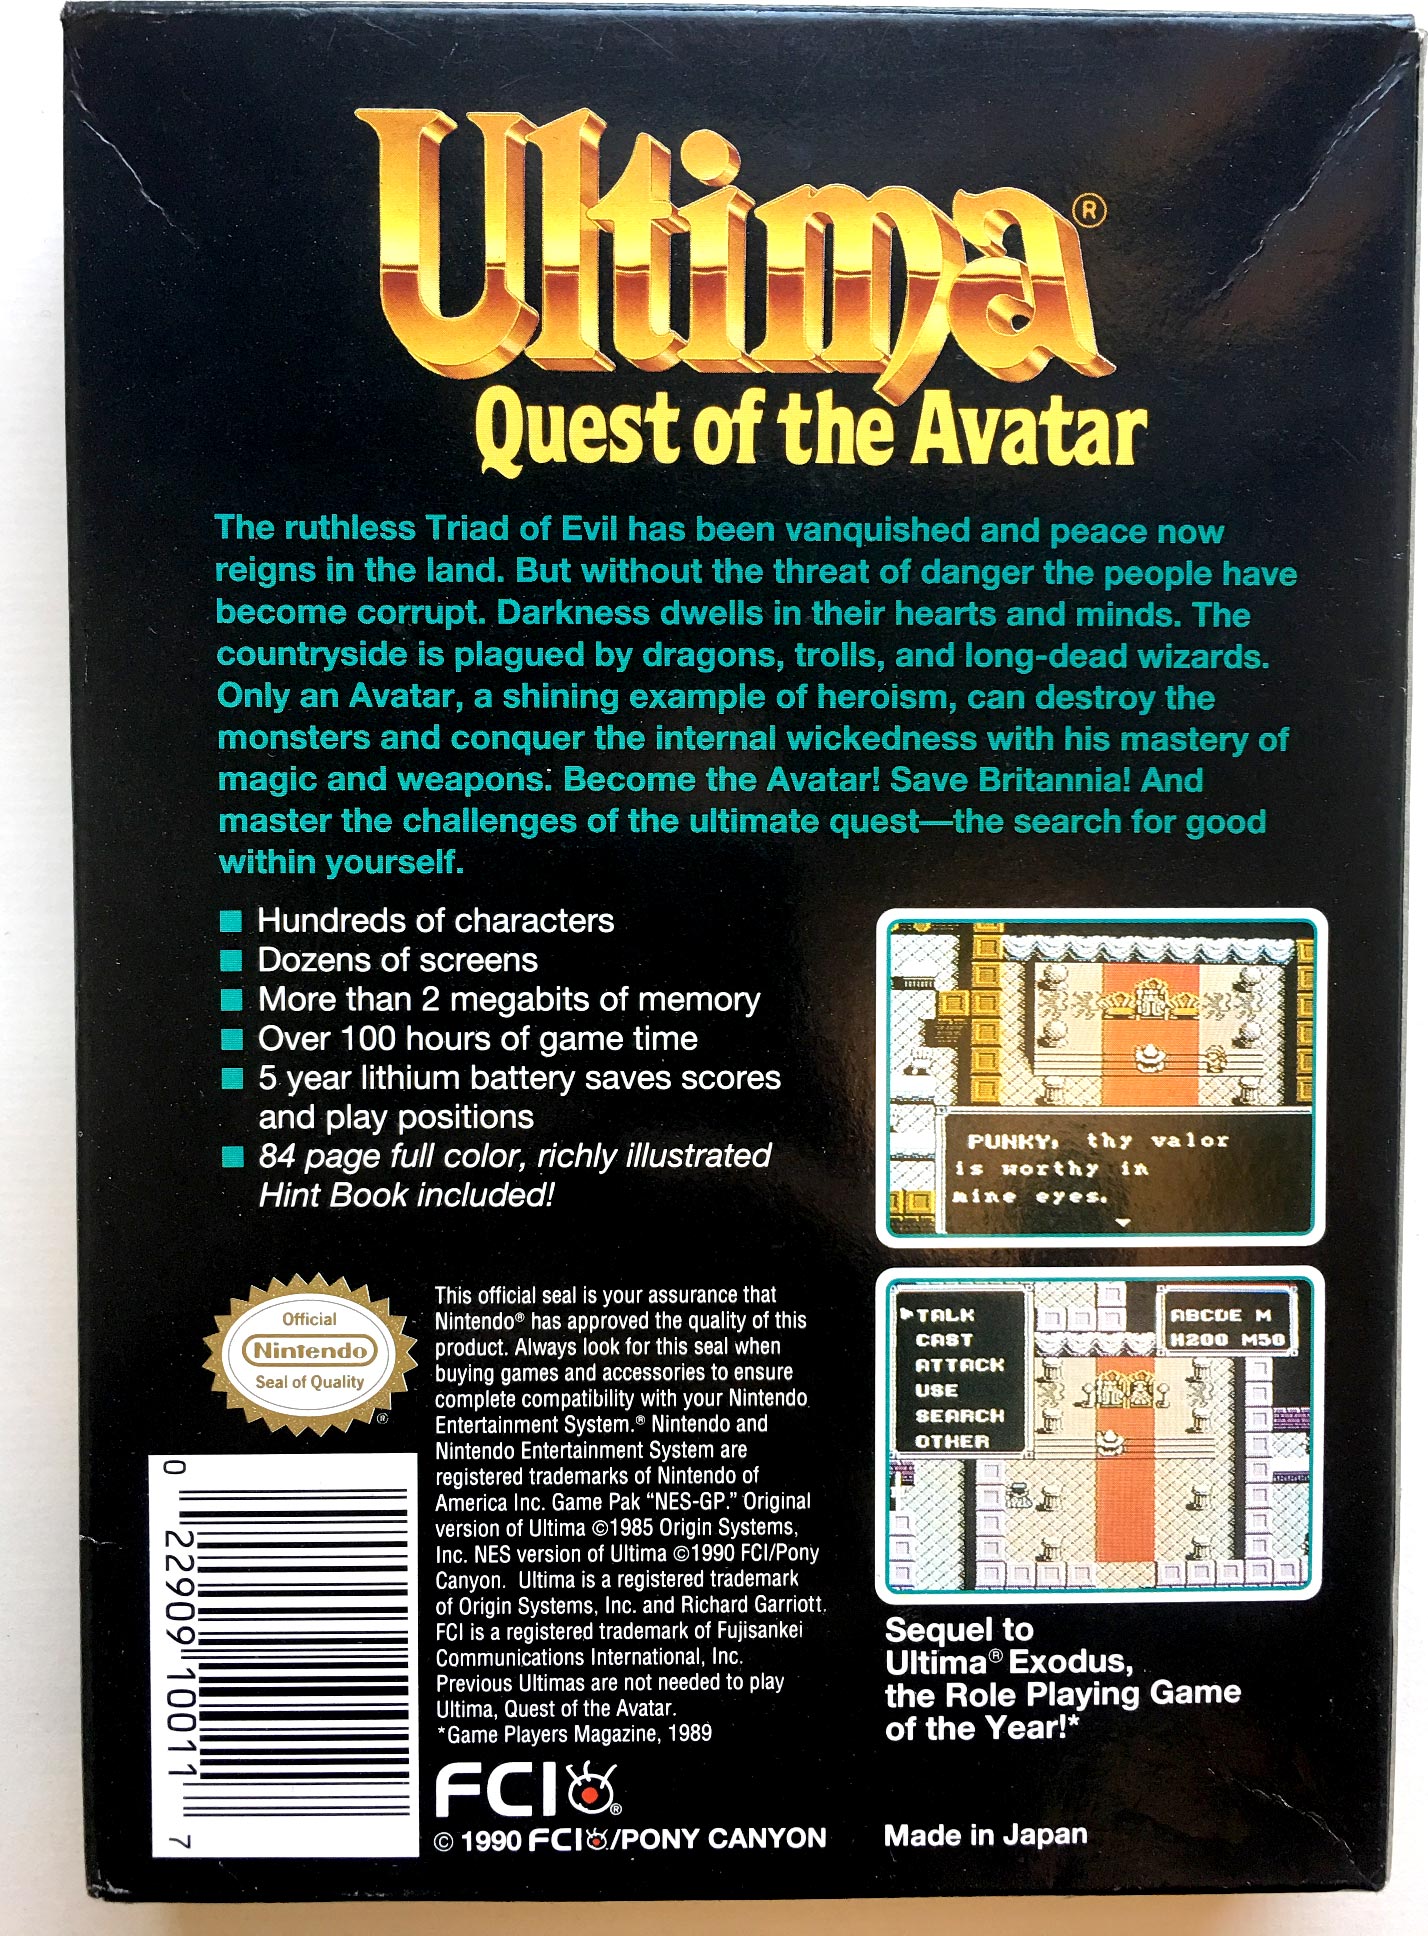 Ultima®
Quest of the Avatar
The ruthless Triad of Evil has been vanquished and peace now
reigns in the land. But without the threat of danger the people have
become corrupt. Darkness dwells in their hearts and minds. The
countryside is plagued by dragons, trolls, and long-dead wizards.
Only an Avatar, a shining example of heroism, can destroy the
monsters and conquer the internal wickedness with his mastery of
magic and weapons. Become the Avatar! Save Britannia! And
master the challenges of the ultimate quest—the search for good
within yourself.
Hundreds of characters
Dozens of screens
More than 2 megabits of memory
Over 100 hours of game time
5 year lithium battery saves scores
and play positions
84 page full color, richly illustrated
Hint Book included!
PUNKY, thy valor
is worthy in
mine eyes.
Official
Nintendo
Seal of Quality
®
This official seal is your assurance that
Nintendo® has approved the quality of this
product. Always look for this seal when
buying games and accessories to ensure
complete compatibility with your Nintendo
Entertainment System.® Nintendo and
Nintendo Entertainment System are
registered trademarks of Nintendo of
America Inc. Game Pak “NES-GP.” Original
version of Ultima ©1985 Origin Systems,
Inc. NES version of Ultima ©1990 FCI/Pony
Canyon. Ultima is a registered trademark
of Origin Systems, Inc. and Richard Garriott.
FCI is a registered trademark of Fujisankei
Communications International, Inc.
Previous Ultimas are not needed to play
Ultima, Quest of the Avatar.
*Game Players Magazine, 1989
TALK
CAST
ATTACK
USE
SEARCH
OTHER
ABCDE M
H200 M50
Sequel to
Ultima® Exodus,
the Role Playing Game
of the Year!*
0 22909 10011 7
FCI®
© 1990 FCI/PONY CANYON
Made in Japan